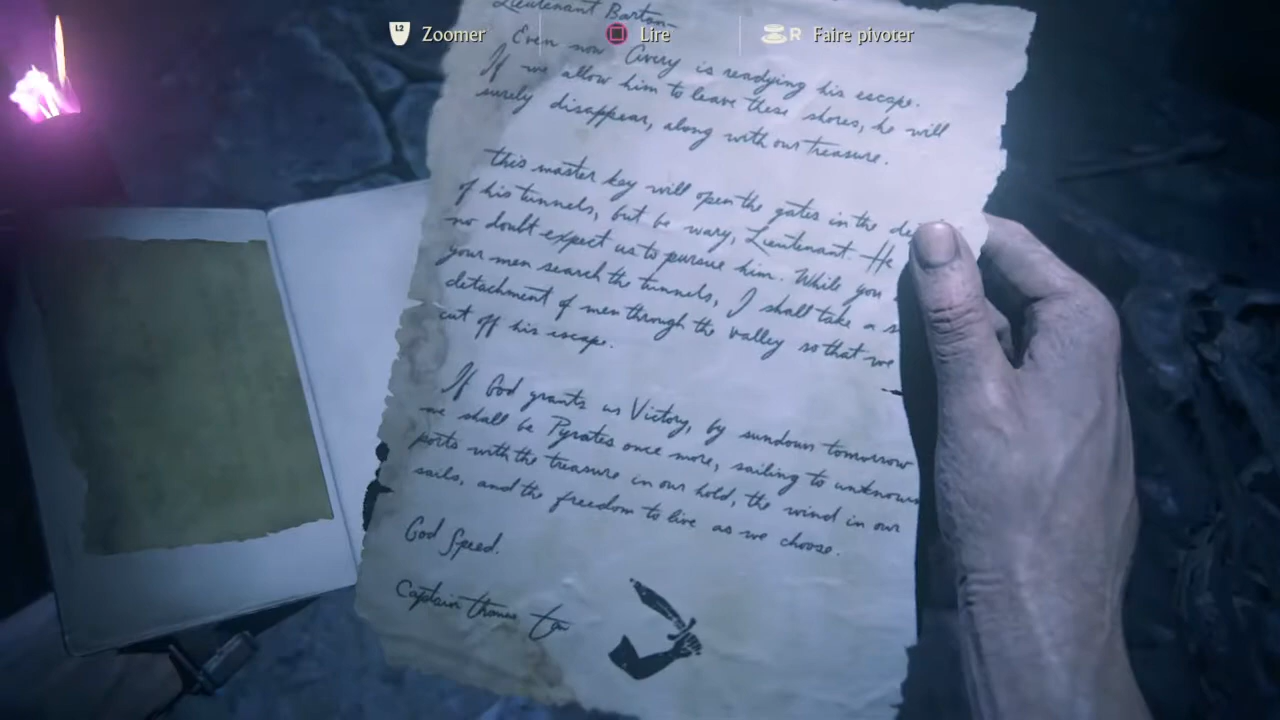 L2 Zoomer Lire R Faire pivoter
Lieutenant Barton—
Even now Avery is readying his escape.
If we allow him to leave these shores, he will
surely disappear, along with our treasure.
this master key will open the gates in the
of his tunnels, but be wary, Lieutenant. He
no doubt expect us to pursue him. While you
your men search the tunnels, I shall take a
detachment of men through the valley so that we
cut off his escape.
If God grants us Victory, by sundown tomorrow
we shall be Pyrates once more, sailing to unknown
ports with the treasure in our hold, the wind in our
sails, and the freedom to live as we choose.
God Speed.
Captain Thomas Tew